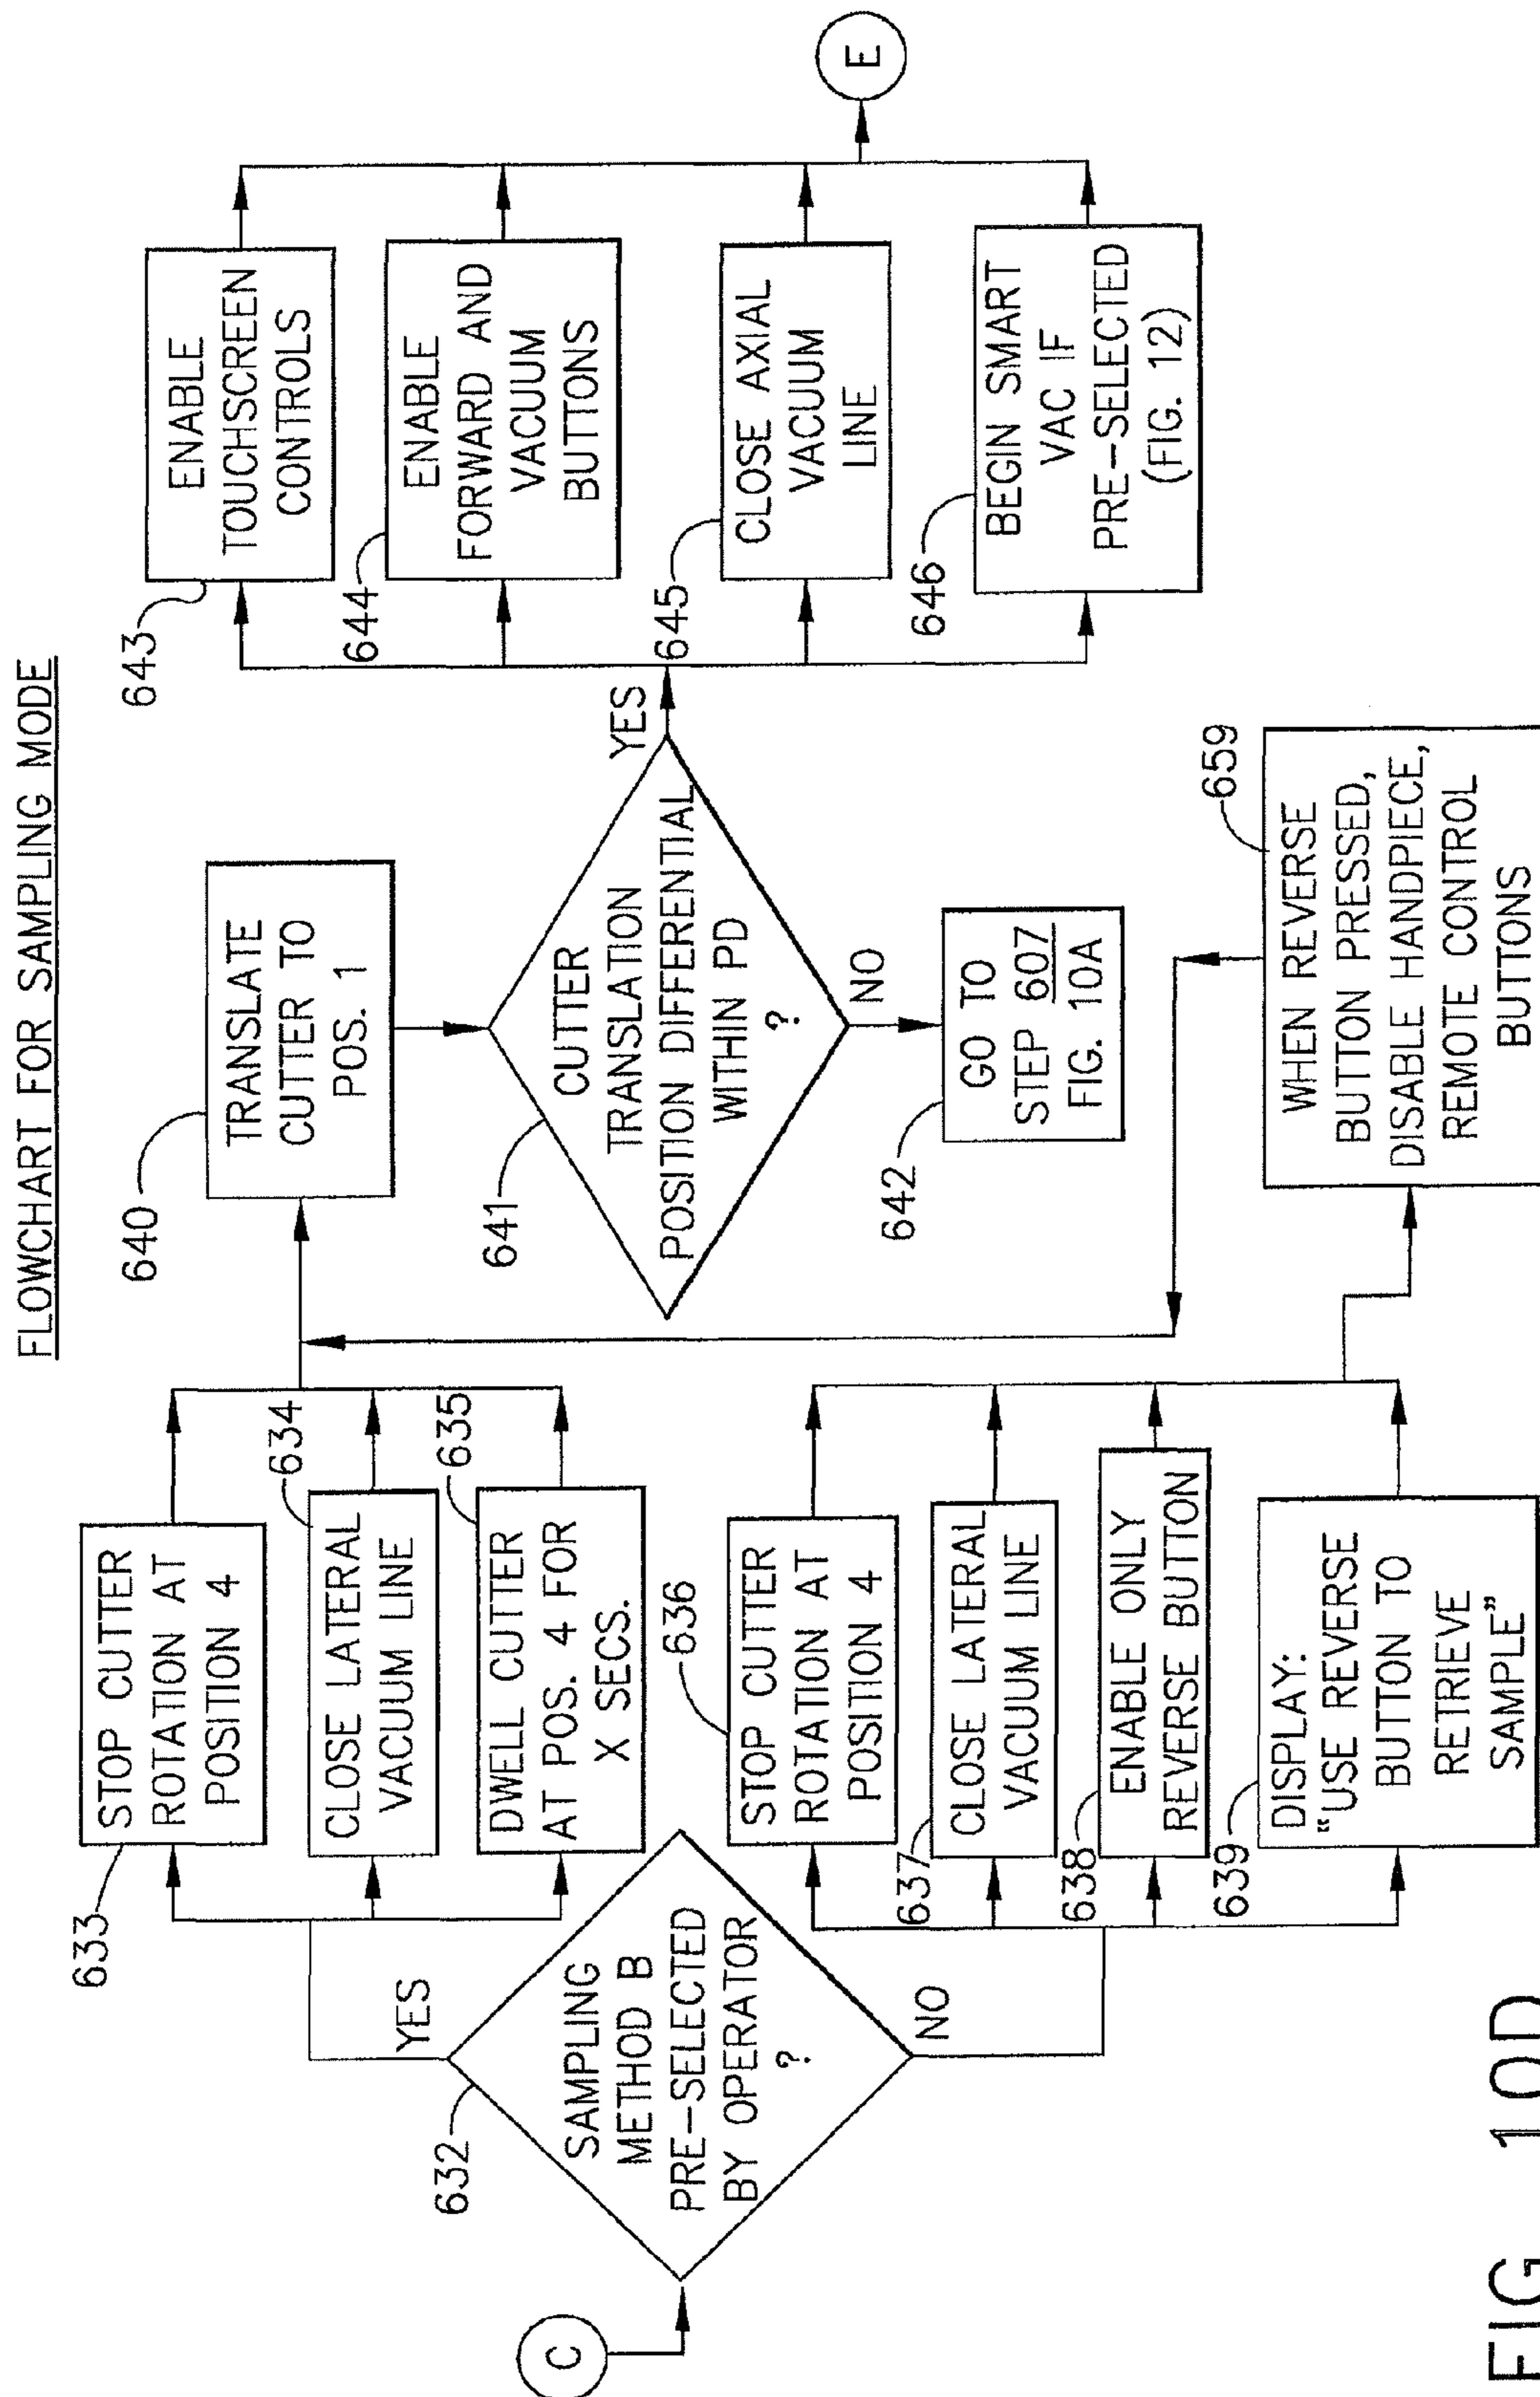 FLOWCHART FOR SAMPLING MODE
C
632
SAMPLING
METHOD B
PRE-SELECTED
BY OPERATOR
?
YES
NO
633
STOP CUTTER
ROTATION AT
POSITION 4
634
CLOSE LATERAL
VACUUM LINE
635
DWELL CUTTER
AT POS. 4 FOR
X SECS.
636
STOP CUTTER
ROTATION AT
POSITION 4
637
CLOSE LATERAL
VACUUM LINE
638
ENABLE ONLY
REVERSE BUTTON
639
DISPLAY:
"USE REVERSE
BUTTON TO
RETRIEVE
SAMPLE"
640
TRANSLATE
CUTTER TO
POS. 1
641
CUTTER
TRANSLATION
POSITION DIFFERENTIAL
WITHIN PD
?
YES
NO
642
GO TO
STEP 607
FIG. 10A
659
WHEN REVERSE
BUTTON PRESSED,
DISABLE HANDPIECE,
REMOTE CONTROL
BUTTONS
643
ENABLE
TOUCHSCREEN
CONTROLS
644
ENABLE
FORWARD AND
VACUUM
BUTTONS
645
CLOSE AXIAL
VACUUM
LINE
646
BEGIN SMART
VAC IF
PRE-SELECTED
(FIG. 12)
E
FIG. 10D